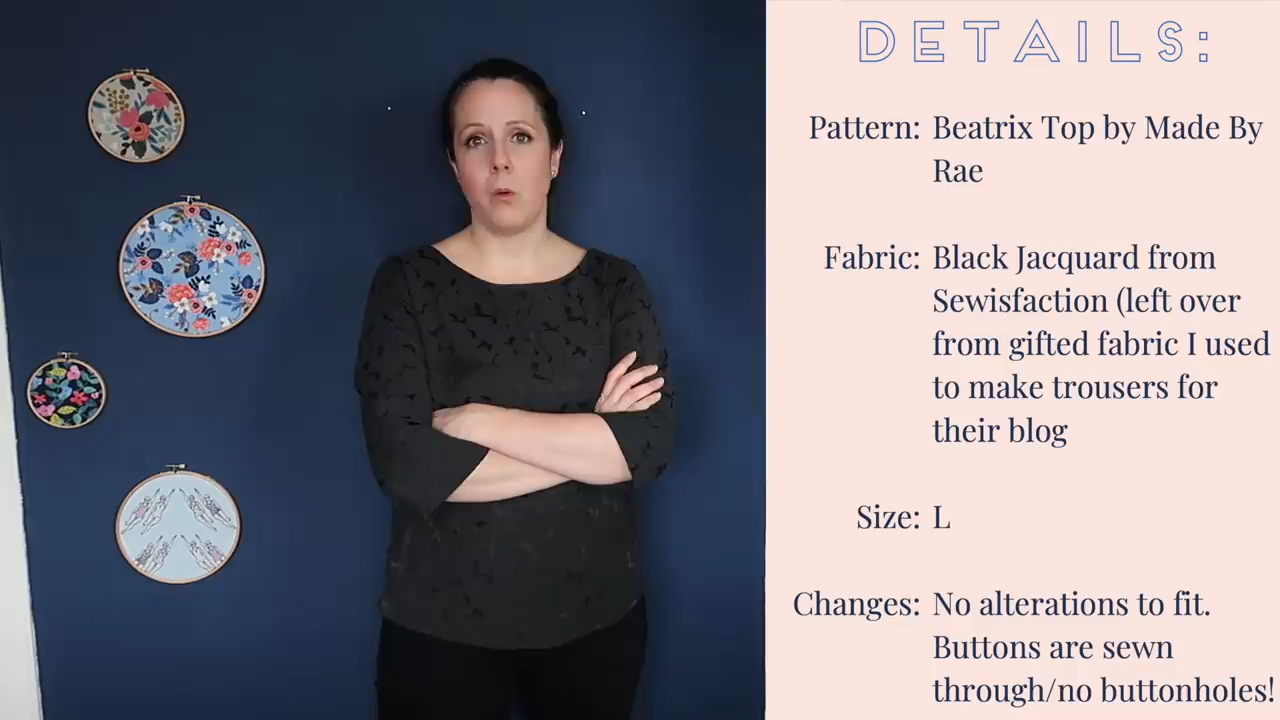 DETAILS:
Pattern: Beatrix Top by Made By
Rae
Fabric: Black Jacquard from
Sewisfaction (left over
from gifted fabric I used
to make trousers for
their blog
Size: L
Changes: No alterations to fit.
Buttons are sewn
through/no buttonholes!